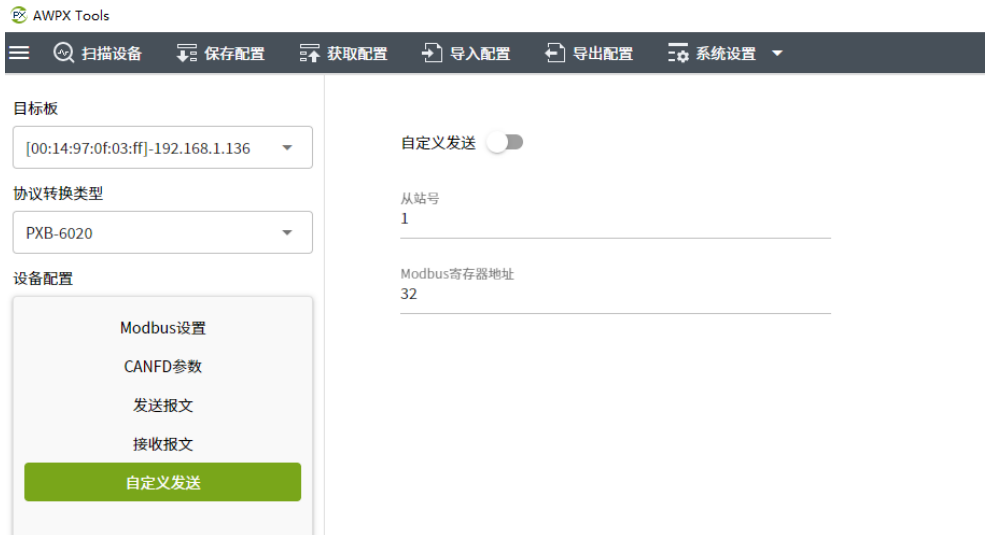 AWPX Tools
扫描设备 保存配置 获取配置 导入配置 导出配置 系统设置
目标板
[00:14:97:0f:03:ff]-192.168.1.136
协议转换类型
PXB-6020
设备配置
Modbus设置
CANFD参数
发送报文
接收报文
自定义发送
自定义发送
从站号
1
Modbus寄存器地址
32